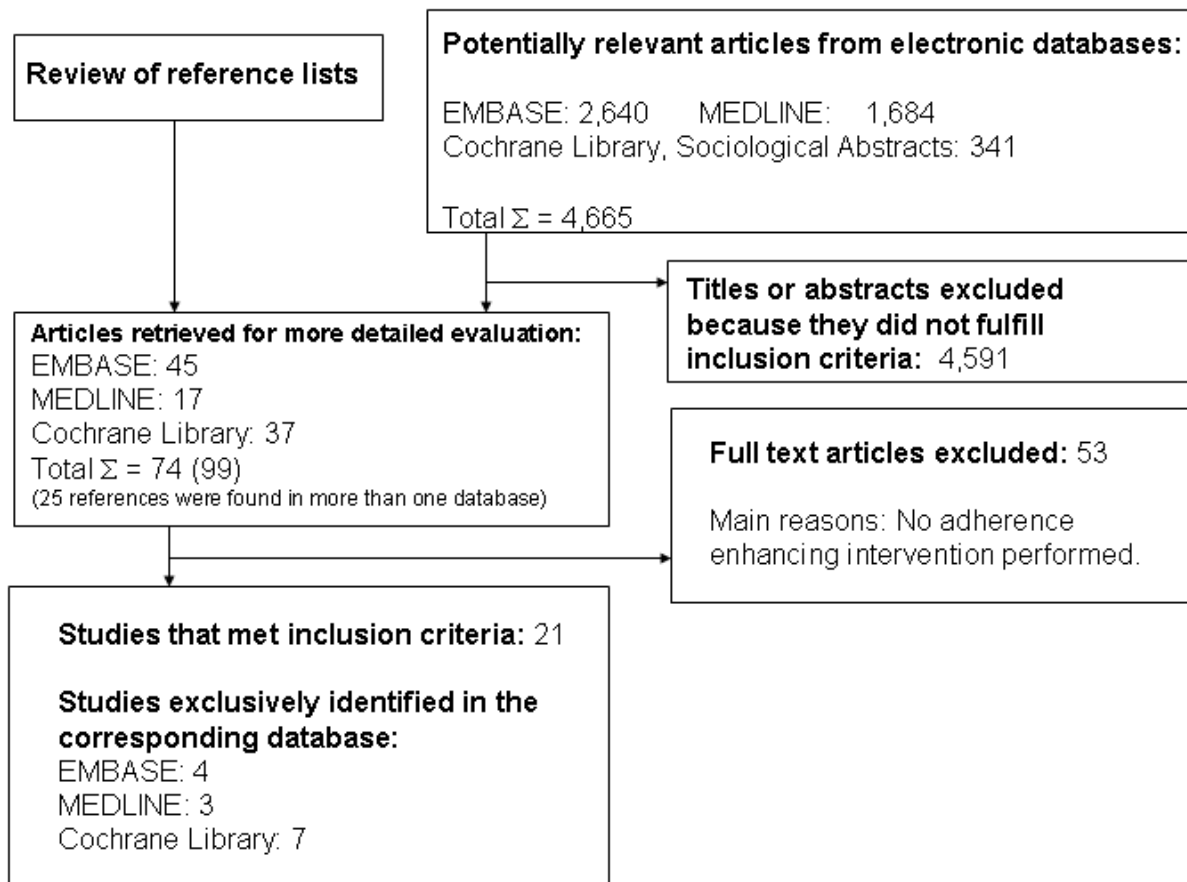 Review of reference lists
Potentially relevant articles from electronic databases:
EMBASE: 2,640 MEDLINE: 1,684
Cochrane Library, Sociological Abstracts: 341
Total Σ = 4,665
Titles or abstracts excluded
because they did not fulfill
inclusion criteria: 4,591
Articles retrieved for more detailed evaluation:
EMBASE: 45
MEDLINE: 17
Cochrane Library: 37
Total Σ = 74 (99)
(25 references were found in more than one database)
Full text articles excluded: 53
Main reasons: No adherence
enhancing intervention performed.
Studies that met inclusion criteria: 21
Studies exclusively identified in the
corresponding database:
EMBASE: 4
MEDLINE: 3
Cochrane Library: 7